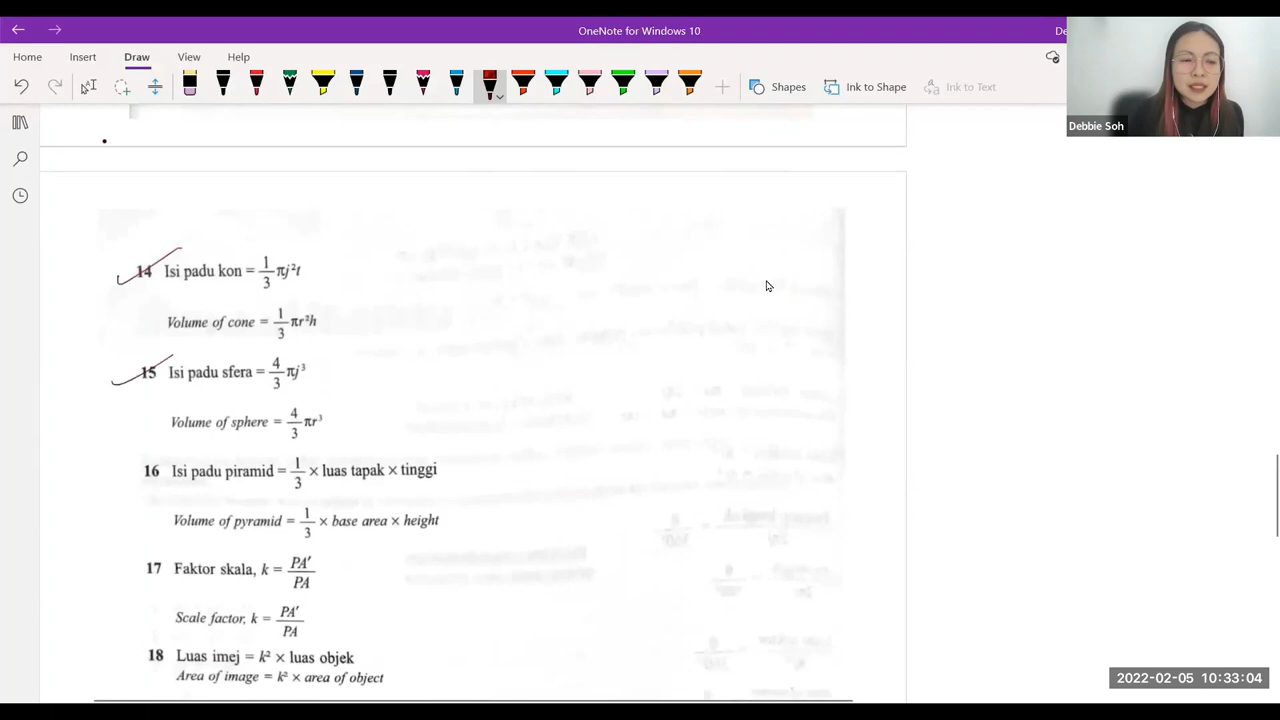 OneNote for Windows 10
De
Home Insert Draw View Help
Shapes Ink to Shape Ink to Text
Debbie Soh
14 Isi padu kon = 1/3 πj²t
Volume of cone = 1/3 πr²h
15 Isi padu sfera = 4/3 πj³
Volume of sphere = 4/3 πr³
16 Isi padu piramid = 1/3 × luas tapak × tinggi
Volume of pyramid = 1/3 × base area × height
17 Faktor skala, k = PA′/PA
Scale factor, k = PA′/PA
18 Luas imej = k² × luas objek
Area of image = k² × area of object
2022-02-05 10:33:04